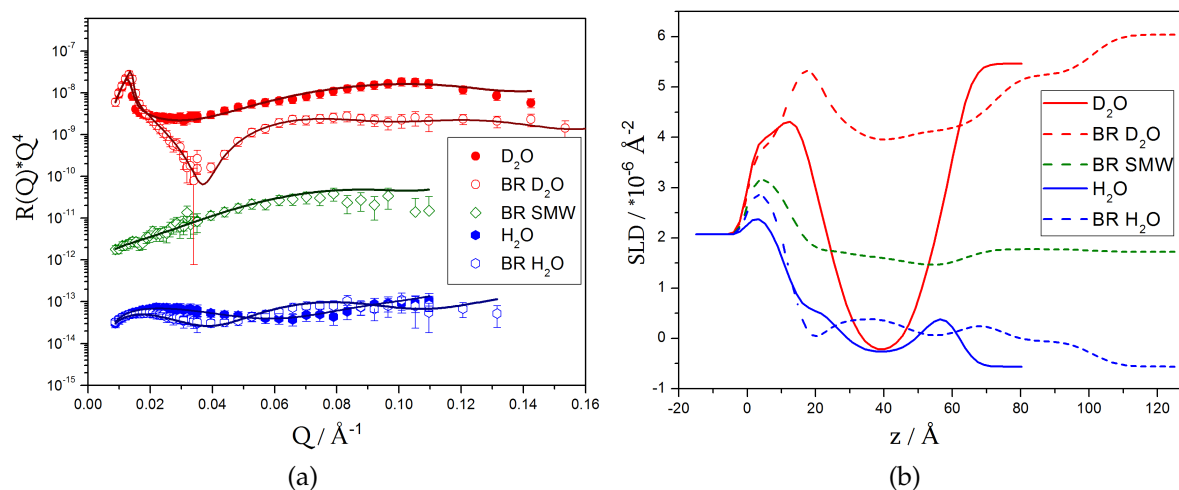 10⁻⁷
10⁻⁸
10⁻⁹
10⁻¹⁰
10⁻¹¹
10⁻¹²
10⁻¹³
10⁻¹⁴
10⁻¹⁵
R(Q)*Q⁴
D₂O
BR D₂O
BR SMW
H₂O
BR H₂O
0.00 0.02 0.04 0.06 0.08 0.10 0.12 0.14 0.16
Q / Å⁻¹
(a)
6
5
4
3
2
1
0
-1
SLD / *10⁻⁶ Å⁻²
D₂O
BR D₂O
BR SMW
H₂O
BR H₂O
-20 0 20 40 60 80 100 120
z / Å
(b)